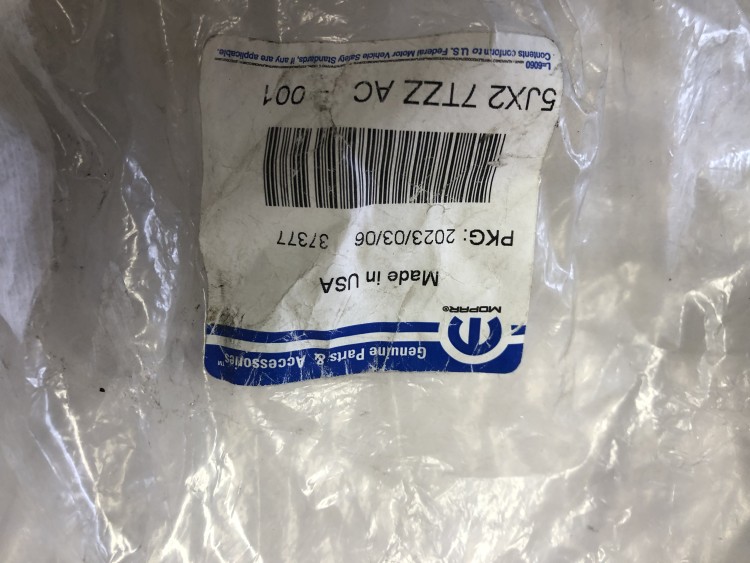 Genuine Parts & Accessories™
MOPAR®
Made in USA
PKG: 2023/03/06 37377
5JX2 7TZZ AC - 001
L=6060
Contents conform to U.S. Federal Motor Vehicle Safety Standards, if any are applicable.